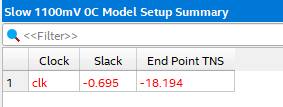 Slow 1100mV 0C Model Setup Summary
<<Filter>>
Clock Slack End Point TNS
1 clk -0.695 -18.194